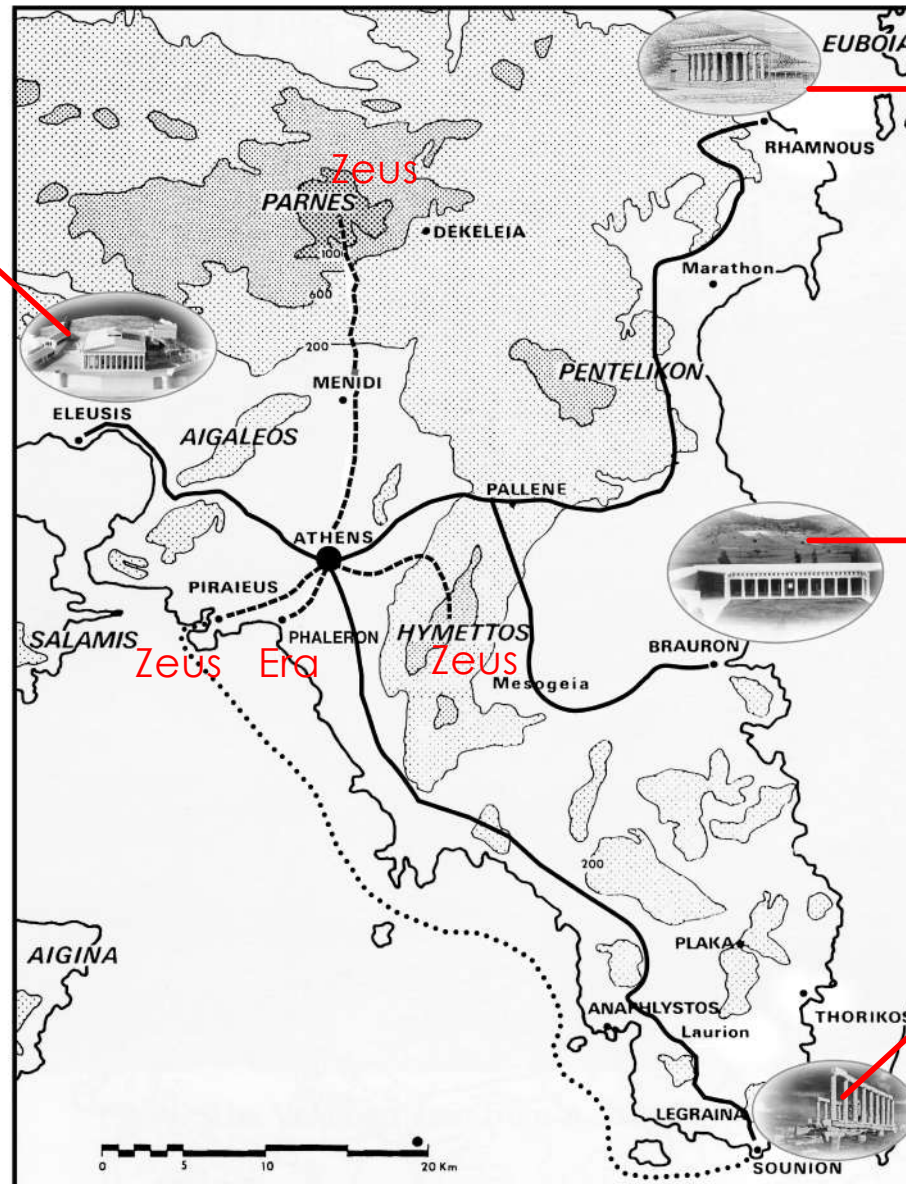 EUBOIA
RHAMNOUS
Zeus
PARNES
DEKELEIA
100
Marathon
600
200
PENTELIKON
MENIDI
ELEUSIS
AIGALEOS
PALLENE
ATHENS
PIRAIEUS
SALAMIS
PHALERON
HYMETTOS
BRAURON
Zeus
Era
Zeus
Mesogeia
200
PLAKA
AIGINA
ANAPHLYSTOS
THORIKOS
Laurion
LEGRAINA
0 5 10 20 Km
SOUNION